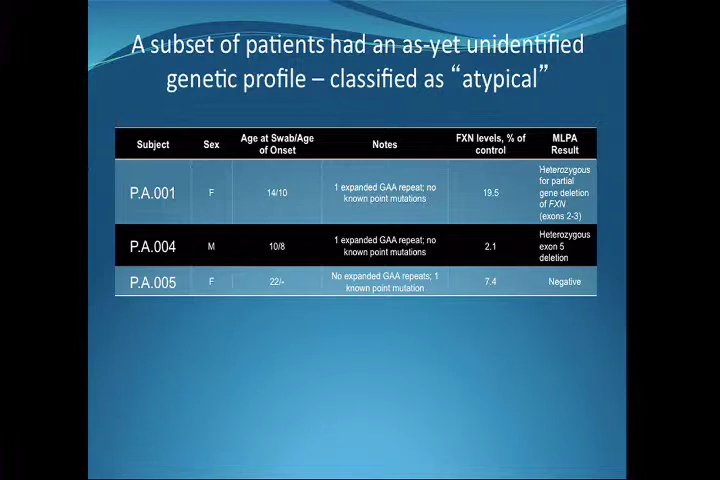 A subset of patients had an as-yet unidentified
genetic profile – classified as “atypical”
Subject Sex Age at Swab/Age of Onset Notes FXN levels, % of control MLPA Result
P.A.001 F 14/10 1 expanded GAA repeat; no known point mutations 19.5 Heterozygous for partial gene deletion of FXN (exons 2-3)
P.A.004 M 10/8 1 expanded GAA repeat; no known point mutations 2.1 Heterozygous exon 5 deletion
P.A.005 F 22/- No expanded GAA repeats; 1 known point mutation 7.4 Negative